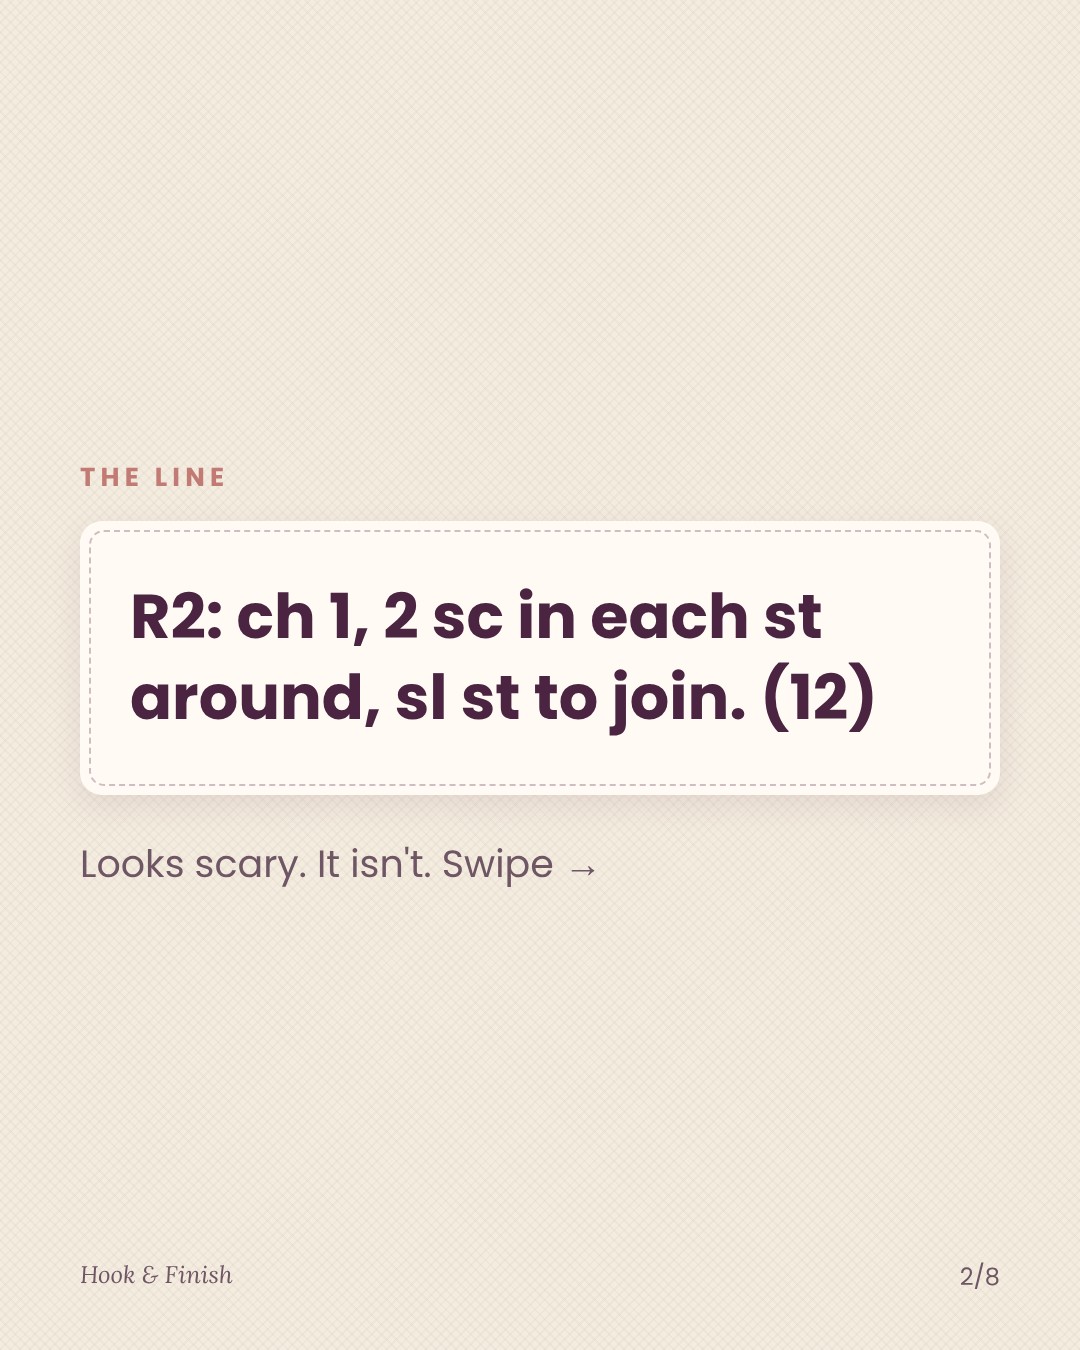 THE LINE
R2: ch 1, 2 sc in each st
around, sl st to join. (12)
Looks scary. It isn't. Swipe →
Hook & Finish
2/8